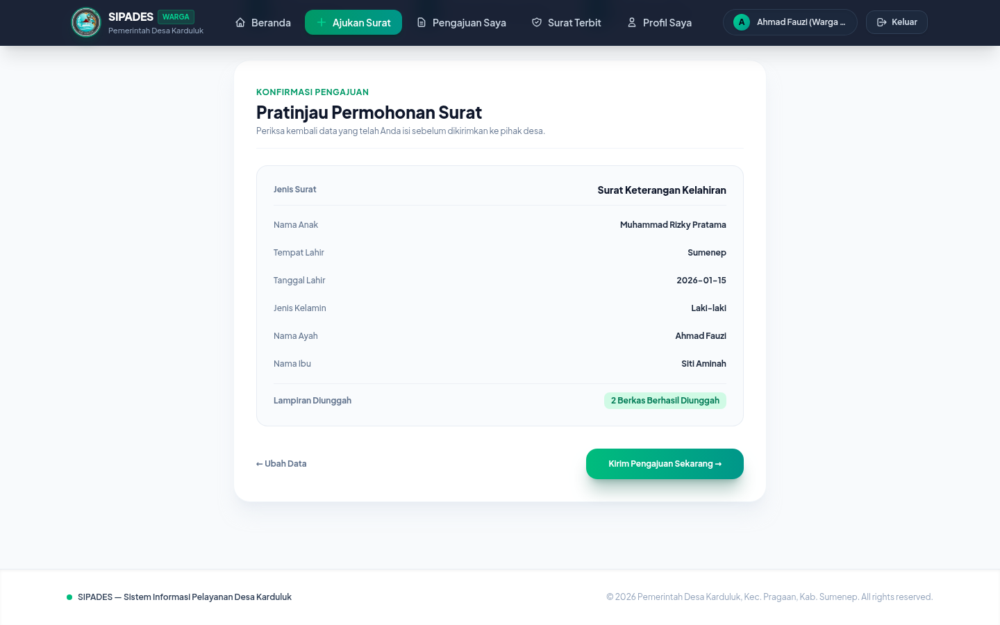 SIPADES WARGA
Pemerintah Desa Karduluk
Beranda
Ajukan Surat
Pengajuan Saya
Surat Terbit
Profil Saya
A Ahmad Fauzi (Warga ...
Keluar
KONFIRMASI PENGAJUAN
Pratinjau Permohonan Surat
Periksa kembali data yang telah Anda isi sebelum dikirimkan ke pihak desa.
Jenis Surat Surat Keterangan Kelahiran
Nama Anak Muhammad Rizky Pratama
Tempat Lahir Sumenep
Tanggal Lahir 2026-01-15
Jenis Kelamin Laki-laki
Nama Ayah Ahmad Fauzi
Nama Ibu Siti Aminah
Lampiran Diunggah 2 Berkas Berhasil Diunggah
← Ubah Data Kirim Pengajuan Sekarang →
SIPADES — Sistem Informasi Pelayanan Desa Karduluk
© 2026 Pemerintah Desa Karduluk, Kec. Pragaan, Kab. Sumenep. All rights reserved.